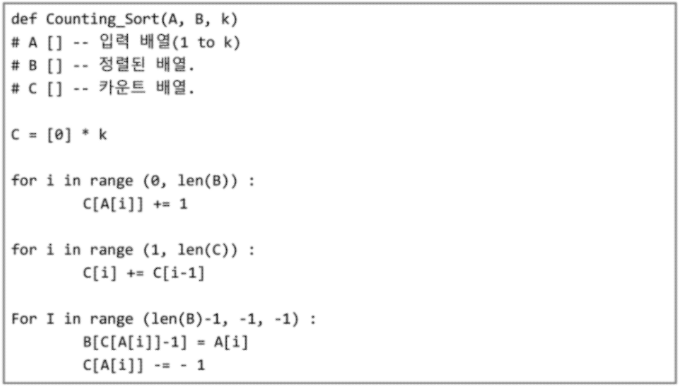 def Counting_Sort(A, B, k)
# A [] -- 입력 배열(1 to k)
# B [] -- 정렬된 배열.
# C [] -- 카운트 배열.
C = [0] * k
for i in range (0, len(B)) :
C[A[i]] += 1
for i in range (1, len(C)) :
C[i] += C[i-1]
For I in range (len(B)-1, -1, -1) :
B[C[A[i]]-1] = A[i]
C[A[i]] -= - 1